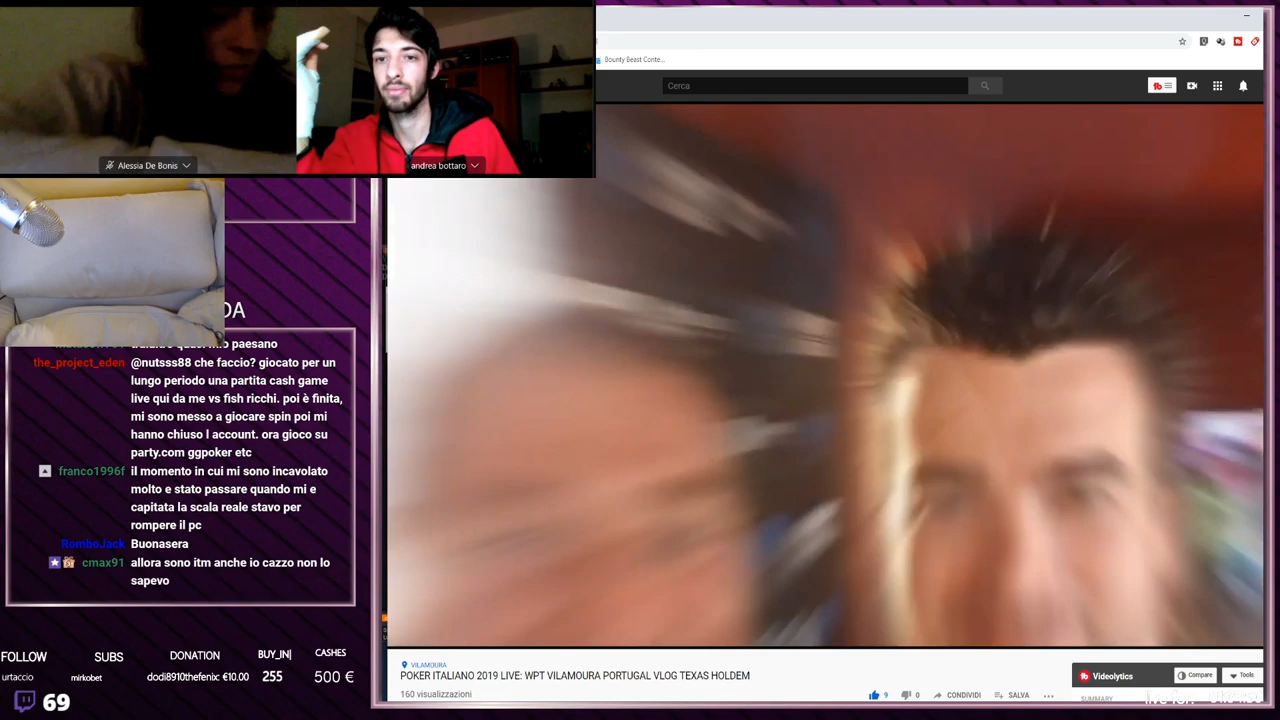 Bounty Beast Conte...
Cerca
Alessia De Bonis
andrea bottaro
DA
paesano
the_project_eden @nutsss88 che faccio? giocato per un
lungo periodo una partita cash game
live qui da me vs fish ricchi. poi è finita,
mi sono messo a giocare spin poi mi
hanno chiuso l account. ora gioco su
party.com ggpoker etc
franco1996f il momento in cui mi sono incavolato
molto e stato passare quando mi e
capitata la scala reale stavo per
rompere il pc
RomboJack Buonasera
cmax91 allora sono itm anche io cazzo non lo
sapevo
FOLLOW SUBS DONATION BUY_IN| CASHES
urtaccio mirkobet dodi8910thefenix: €10.00 255 500 €
69
VILAMOURA
POKER ITALIANO 2019 LIVE: WPT VILAMOURA PORTUGAL VLOG TEXAS HOLDEM
160 visualizzazioni
9 0 CONDIVIDI SALVA
Videolytics Compare Tools
SUMMARY
live for: